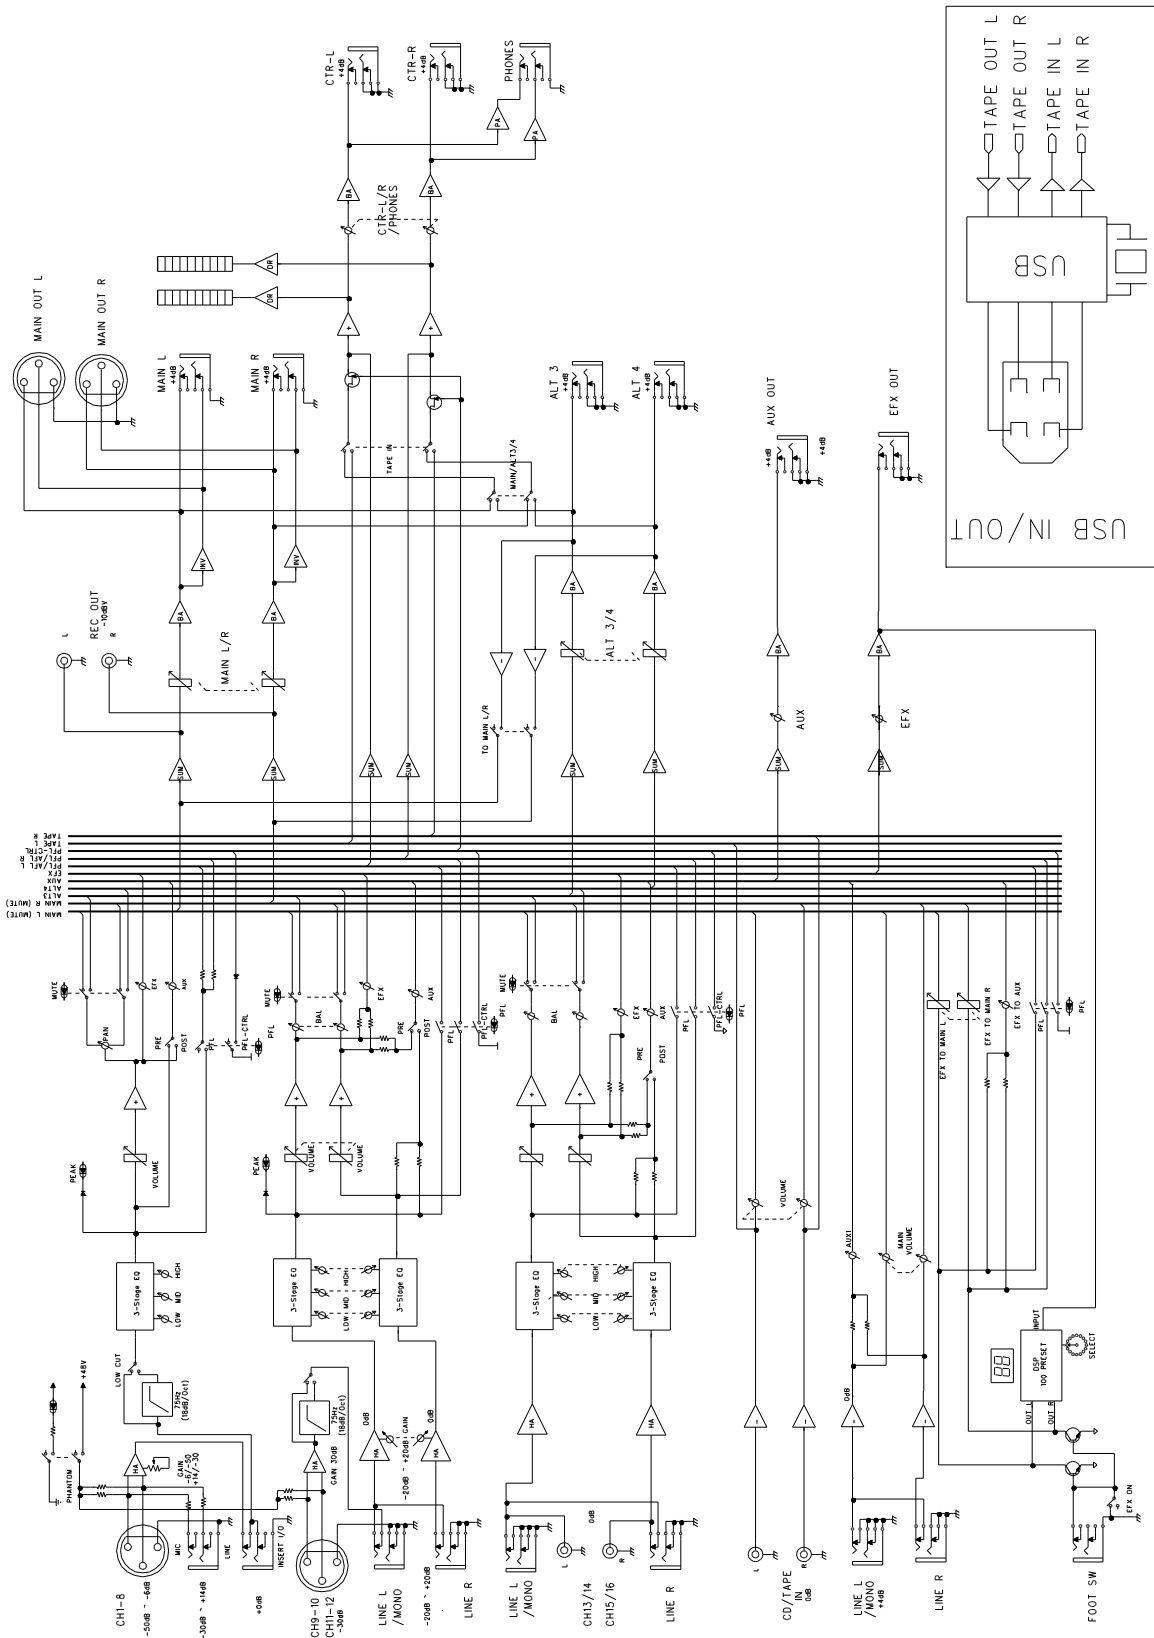 CTR-L
+4dB
CTR-R
+4dB
PHONES
PA
PA
BA
BA
CTR-L/R
/PHONES
DR
DR
+
+
MAIN OUT L
MAIN OUT R
MAIN L
+4dB
MAIN R
+4dB
TAPE IN
MAIN/ALT3/4
ALT 3
+4dB
ALT 4
+4dB
AUX OUT
+4dB
+4dB
EFX OUT
TAPE OUT L
TAPE OUT R
TAPE IN L
TAPE IN R
USB
USB IN/OUT
INV
INV
BA
BA
REC OUT
-10dBV
L
R
MAIN L/R
BA
BA
ALT 3/4
-
-
TO MAIN L/R
BA
BA
AUX
EFX
SUM
SUM
SUM
SUM
SUM
SUM
SUM
SUM
TAPE R
TAPE L
PFL-CTRL
PFL/AFL R
PFL/AFL L
EFX
AUX
ALT4
ALT3
MAIN R (MUTE)
MAIN L (MUTE)
MUTE
PAN
EFX
AUX
PRE
POST
PFL
PFL-CTRL
PFL
+
VOLUME
PEAK
MUTE
BAL
EFX
AUX
PRE
POST
PFL
PFL-CTRL
PFL
+
+
VOLUME
VOLUME
PEAK
MUTE
BAL
EFX
AUX
PRE
POST
PFL
PFL-CTRL
PFL
+
+
VOLUME
AUX1
MAIN
VOLUME
EFX TO MAIN L
EFX TO MAIN R
EFX TO AUX
PFL
PFL
3-Stage EQ
HIGH
MID
LOW
3-Stage EQ
HIGH
MID
LOW
3-Stage EQ
3-Stage EQ
HIGH
MID
LOW
3-Stage EQ
LOW CUT
75Hz
(18dB/Oct)
+48V
PHANTOM
HA
GAIN
-6/-50
+14/-30
MIC
LINE
INSERT I/O
CH1-8
-50dB ~ -6dB
-30dB ~ +14dB
+0dB
75Hz
(18dB/Oct)
HA
GAIN 30dB
CH9-10
CH11-12
-30dB
HA
0dB
-20dB ~ +20dB
GAIN
HA
0dB
LINE L
/MONO
-20dB ~ +20dB
LINE R
HA
HA
LINE L
/MONO
L
0dB
R
CH13/14
CH15/16
LINE R
-
-
L
R
CD/TAPE
IN
0dB
0dB
-
-
LINE L
/MONO
+4dB
LINE R
INPUT
DSP
100 PRESET
SELECT
88
OUT L
OUT R
EFX ON
FOOT SW